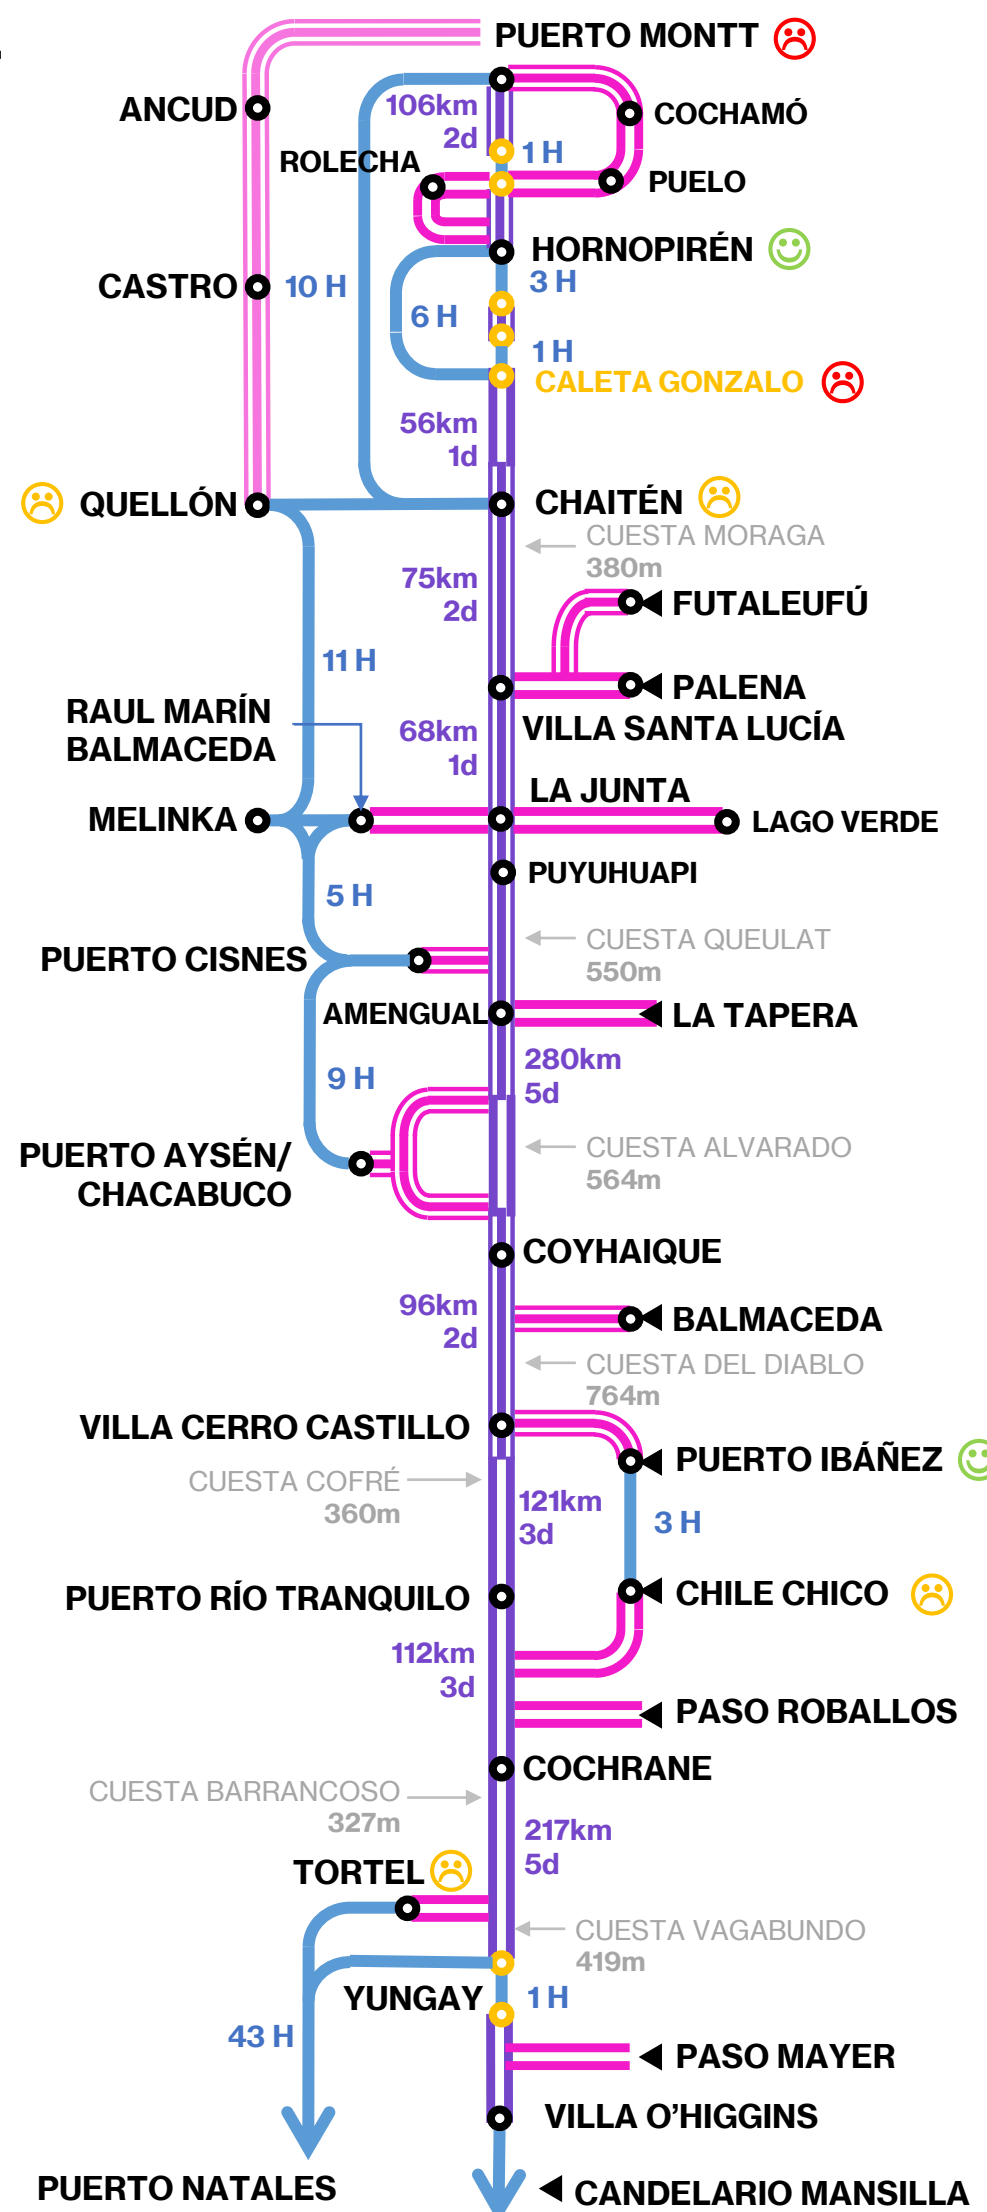 PUERTO MONTT
ANCUD
106km
2d
COCHAMÓ
1 H
ROLECHA
PUELO
HORNOPIRÉN
CASTRO
10 H
3 H
6 H
1 H
CALETA GONZALO
56km
1d
QUELLÓN
CHAITÉN
CUESTA MORAGA
380m
75km
2d
FUTALEUFÚ
11 H
PALENA
RAUL MARÍN
BALMACEDA
VILLA SANTA LUCÍA
68km
1d
LA JUNTA
MELINKA
LAGO VERDE
PUYUHUAPI
5 H
CUESTA QUEULAT
550m
PUERTO CISNES
AMENGUAL
LA TAPERA
280km
5d
9 H
CUESTA ALVARADO
564m
PUERTO AYSÉN/
CHACABUCO
COYHAIQUE
96km
2d
BALMACEDA
CUESTA DEL DIABLO
764m
VILLA CERRO CASTILLO
PUERTO IBÁÑEZ
CUESTA COFRÉ
360m
121km
3d
3 H
PUERTO RÍO TRANQUILO
CHILE CHICO
112km
3d
PASO ROBALLOS
COCHRANE
CUESTA BARRANCOSO
327m
217km
5d
TORTEL
CUESTA VAGABUNDO
419m
YUNGAY
1 H
43 H
PASO MAYER
VILLA O'HIGGINS
PUERTO NATALES
CANDELARIO MANSILLA